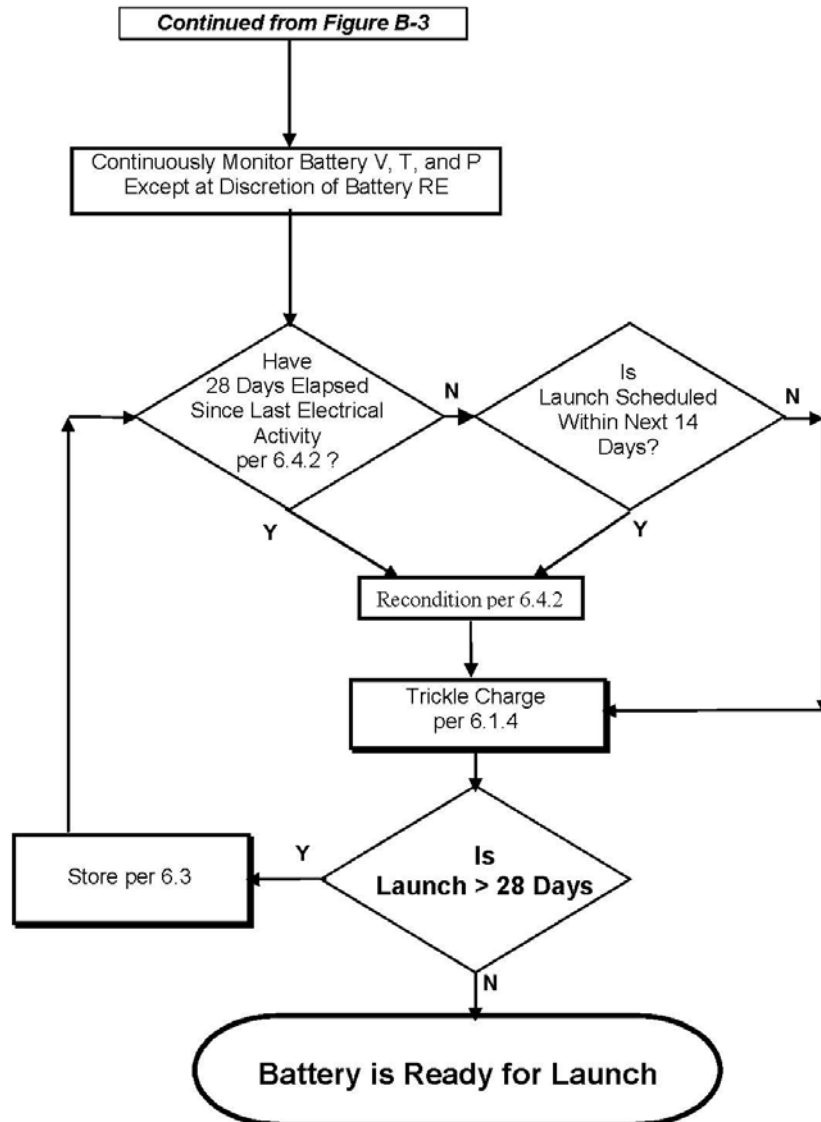 Continued from Figure B-3
Continuously Monitor Battery V, T, and P
Except at Discretion of Battery RE
Have
28 Days Elapsed
Since Last Electrical
Activity
per 6.4.2 ?
N
Is
Launch Scheduled
Within Next 14
Days?
N
Y
Y
Recondition per 6.4.2
Trickle Charge
per 6.1.4
Is
Launch > 28 Days
Y
Store per 6.3
N
Battery is Ready for Launch